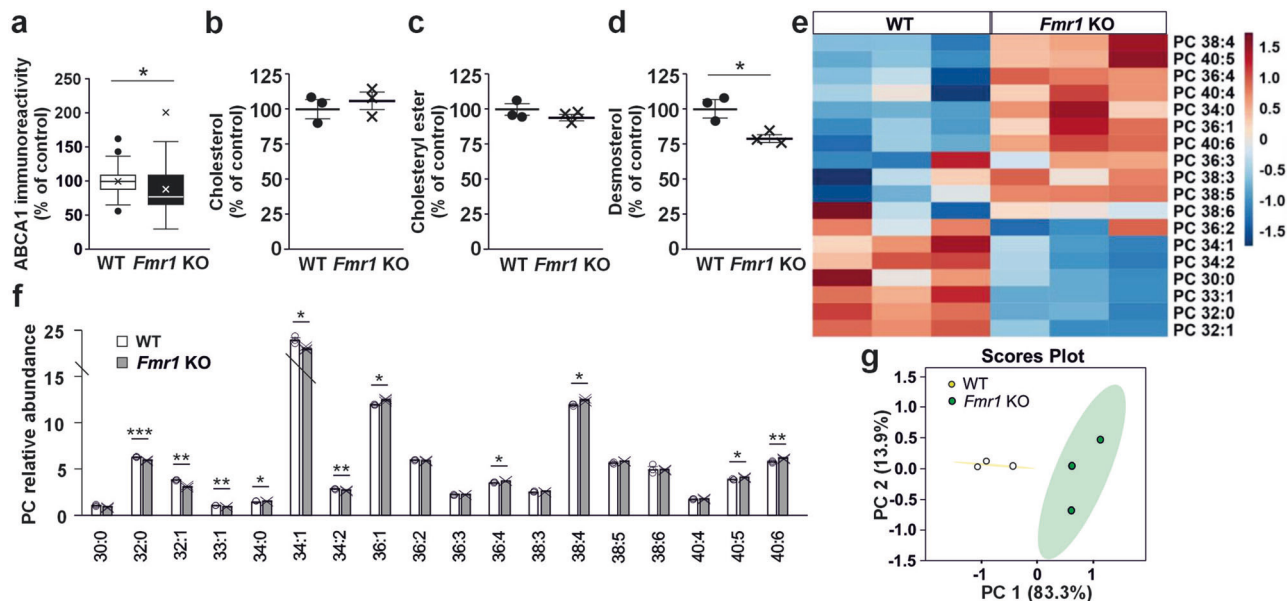 a
ABCA1 immunoreactivity
(% of control)
250
200
150
100
50
0
*
WT Fmr1 KO
b
Cholesterol
(% of control)
125
100
75
50
25
0
WT Fmr1 KO
c
Cholesteryl ester
(% of control)
125
100
75
50
25
0
WT Fmr1 KO
d
Desmosterol
(% of control)
125
100
75
50
25
0
*
WT Fmr1 KO
e
WT
Fmr1 KO
PC 38:4
PC 40:5
PC 36:4
PC 40:4
PC 34:0
PC 36:1
PC 40:6
PC 36:3
PC 38:3
PC 38:5
PC 38:6
PC 36:2
PC 34:1
PC 34:2
PC 30:0
PC 33:1
PC 32:0
PC 32:1
1.5
1
0.5
0
-0.5
-1
-1.5
f
PC relative abundance
25
15
10
5
0
WT
Fmr1 KO
***
**
**
*
*
**
*
*
*
*
**
30:0
32:0
32:1
33:1
34:0
34:1
34:2
36:1
36:2
36:3
36:4
38:3
38:4
38:5
38:6
40:4
40:5
40:6
g
Scores Plot
WT
Fmr1 KO
PC 2 (13.9%)
1.5
1.0
0.5
0.0
-0.5
-1.0
-1.5
-1
0
1
PC 1 (83.3%)